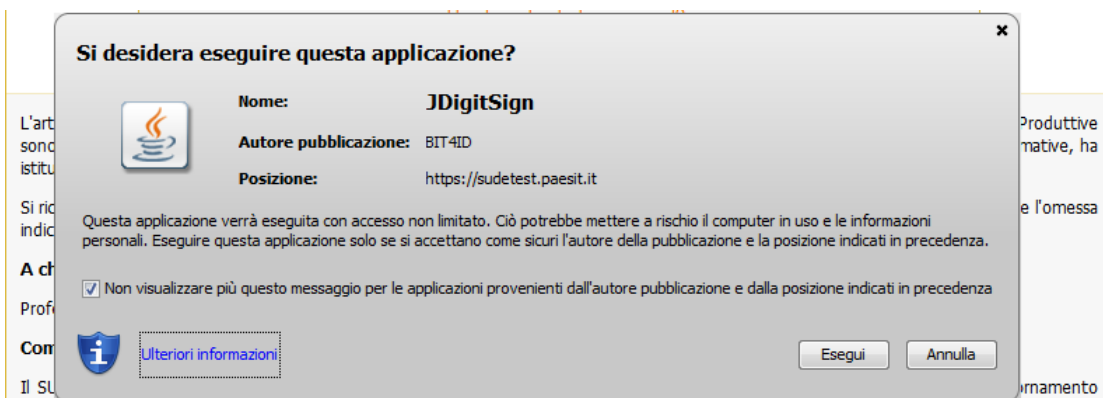 Si desidera eseguire questa applicazione?
Nome: JDigitSign
Autore pubblicazione: BIT4ID
Posizione: https://sudetest.paesit.it
Questa applicazione verrà eseguita con accesso non limitato. Ciò potrebbe mettere a rischio il computer in uso e le informazioni
personali. Eseguire questa applicazione solo se si accettano come sicuri l'autore della pubblicazione e la posizione indicati in precedenza.
Non visualizzare più questo messaggio per le applicazioni provenienti dall'autore pubblicazione e dalla posizione indicati in precedenza
Ulteriori informazioni
Esegui Annulla
L'art
Produttive
sono
mative, ha
istitu
Si ric
e l'omessa
indic
A ch
Profe
Com
Il SU
ornamento